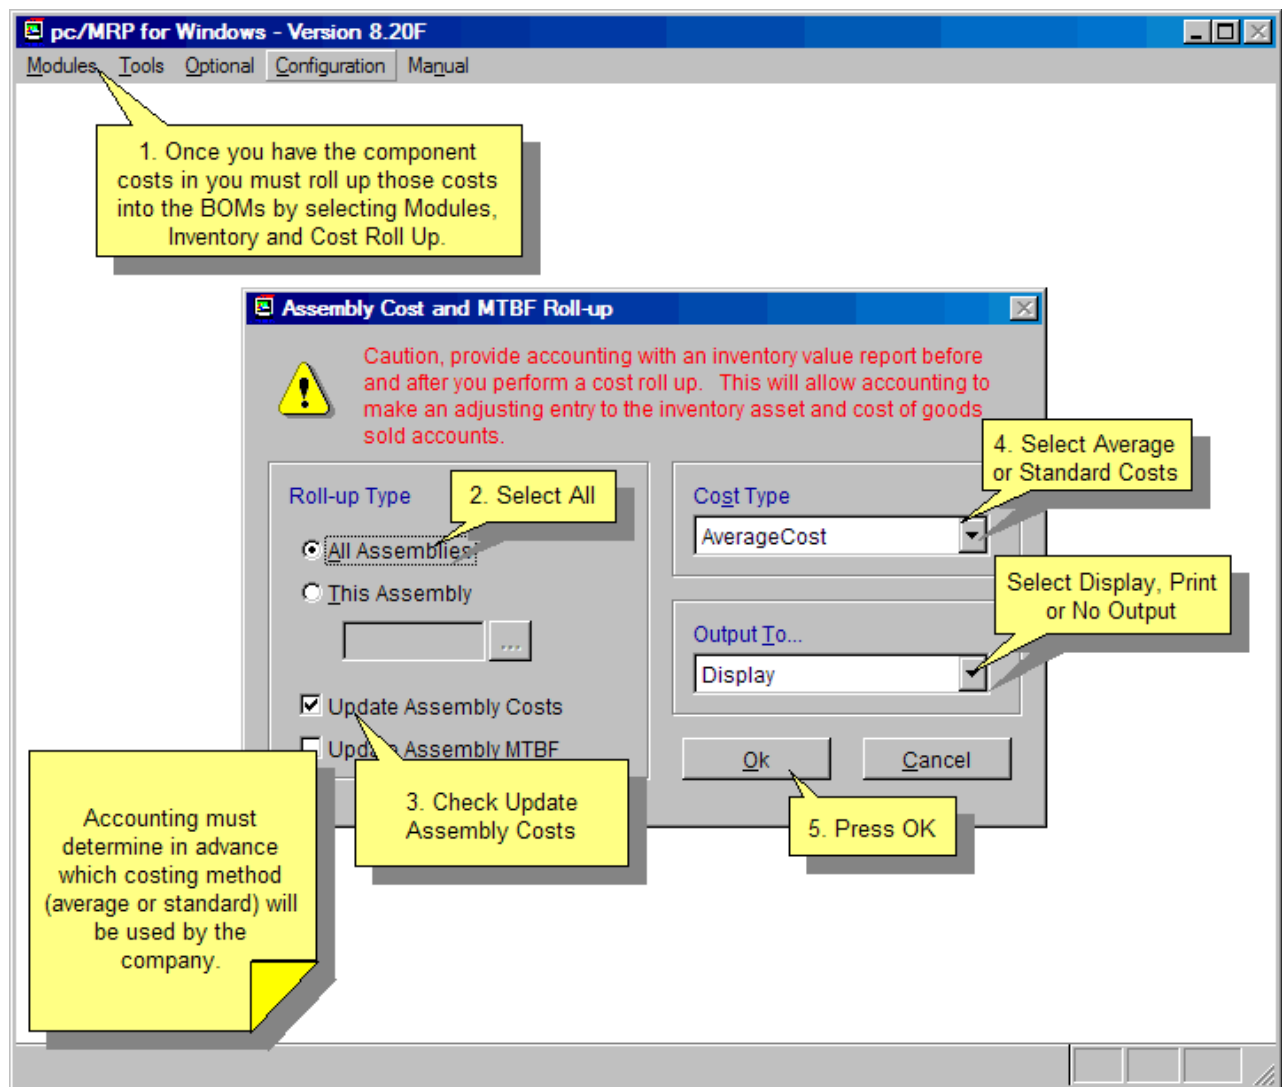 pc/MRP for Windows - Version 8.20F
Modules Tools Optional Configuration Manual
1. Once you have the component
costs in you must roll up those costs
into the BOMs by selecting Modules,
Inventory and Cost Roll Up.
Assembly Cost and MTBF Roll-up
Caution, provide accounting with an inventory value report before
and after you perform a cost roll up. This will allow accounting to
make an adjusting entry to the inventory asset and cost of goods
sold accounts.
4. Select Average
or Standard Costs
Roll-up Type
2. Select All
Cost Type
AverageCost
All Assemblies
This Assembly
...
Select Display, Print
or No Output
Output To...
Display
Update Assembly Costs
Update Assembly MTBF
Ok
Cancel
3. Check Update
Assembly Costs
5. Press OK
Accounting must
determine in advance
which costing method
(average or standard) will
be used by the
company.